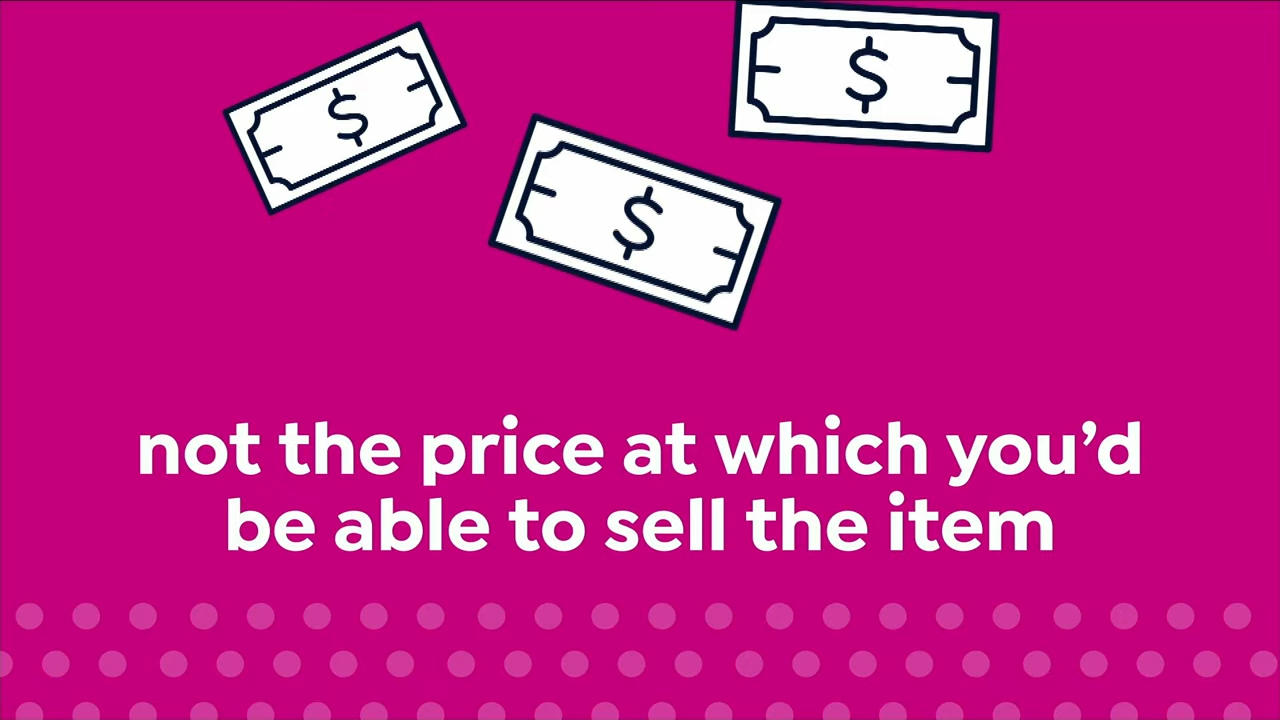 $
$
$
not the price at which you’d
be able to sell the item